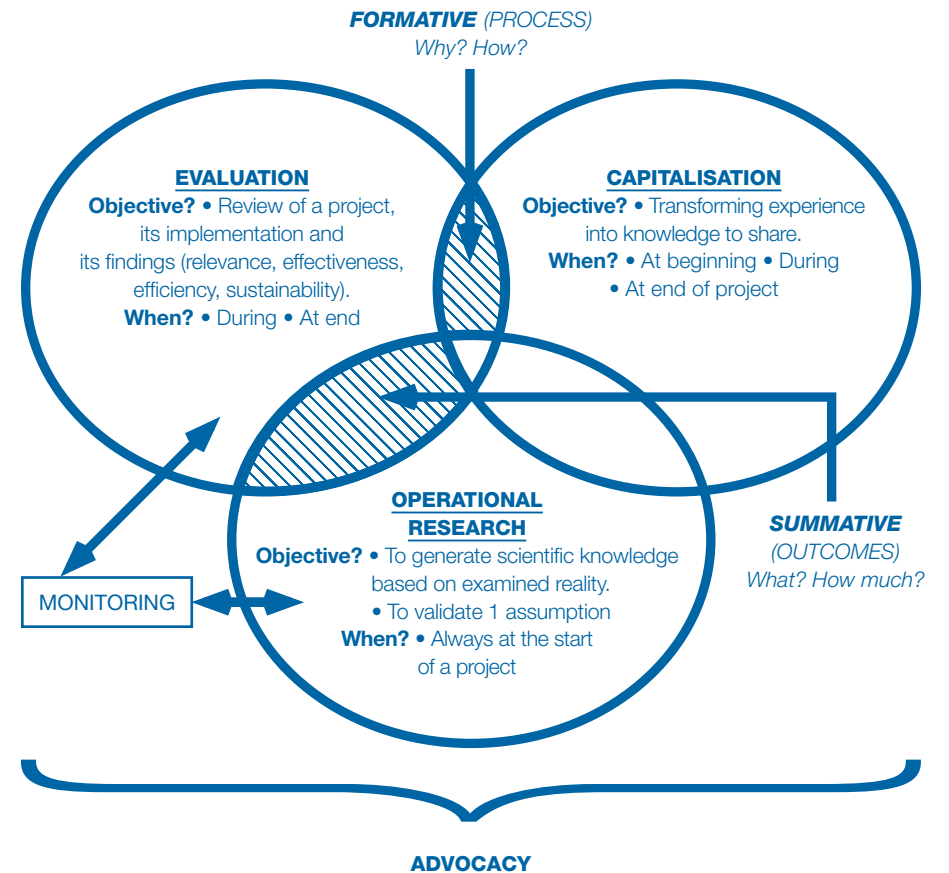 FORMATIVE (PROCESS)
Why? How?
EVALUATION
Objective? • Review of a project,
its implementation and
its findings (relevance, effectiveness,
efficiency, sustainability).
When? • During • At end
CAPITALISATION
Objective? • Transforming experience
into knowledge to share.
When? • At beginning • During
• At end of project
OPERATIONAL
RESEARCH
Objective? • To generate scientific knowledge
based on examined reality.
• To validate 1 assumption
When? • Always at the start
of a project
SUMMATIVE
(OUTCOMES)
What? How much?
MONITORING
ADVOCACY